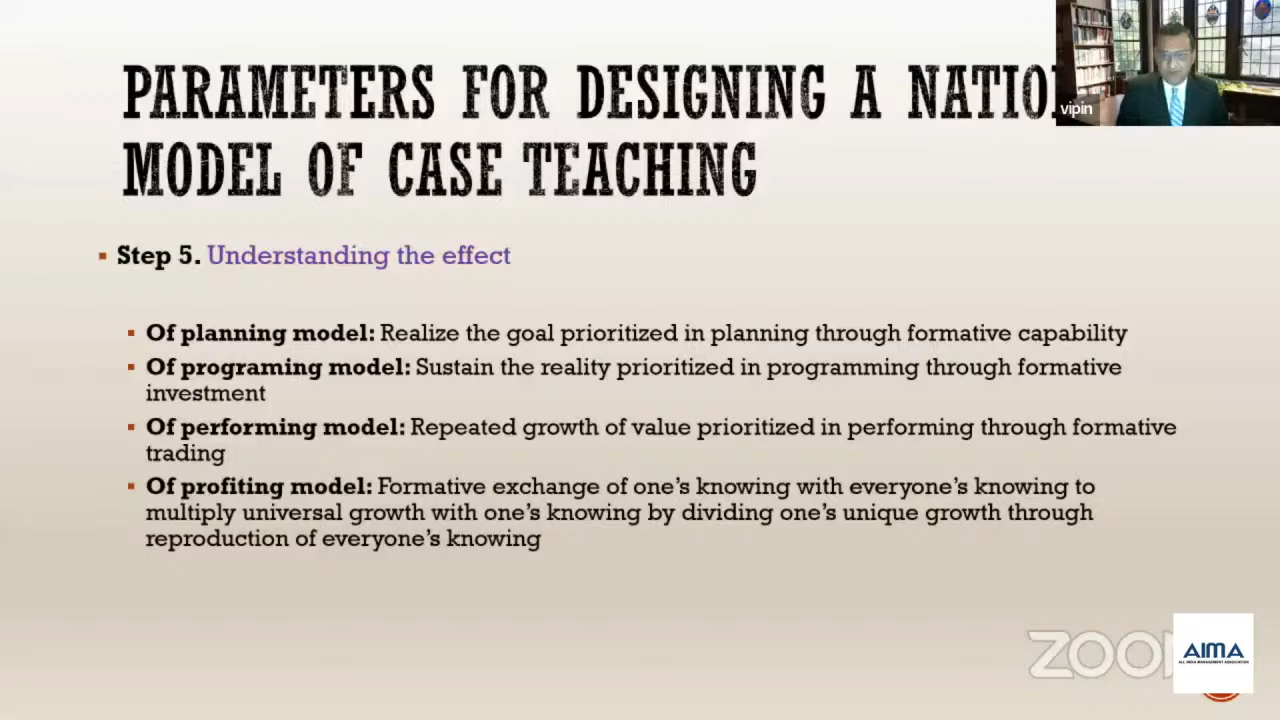 PARAMETERS FOR DESIGNING A NATIO
MODEL OF CASE TEACHING
vipin
Step 5. Understanding the effect
Of planning model: Realize the goal prioritized in planning through formative capability
Of programing model: Sustain the reality prioritized in programming through formative
investment
Of performing model: Repeated growth of value prioritized in performing through formative
trading
Of profiting model: Formative exchange of one's knowing with everyone's knowing to
multiply universal growth with one's knowing by dividing one's unique growth through
reproduction of everyone's knowing
ZOO
AIMA
ALL INDIA MANAGEMENT ASSOCIATION